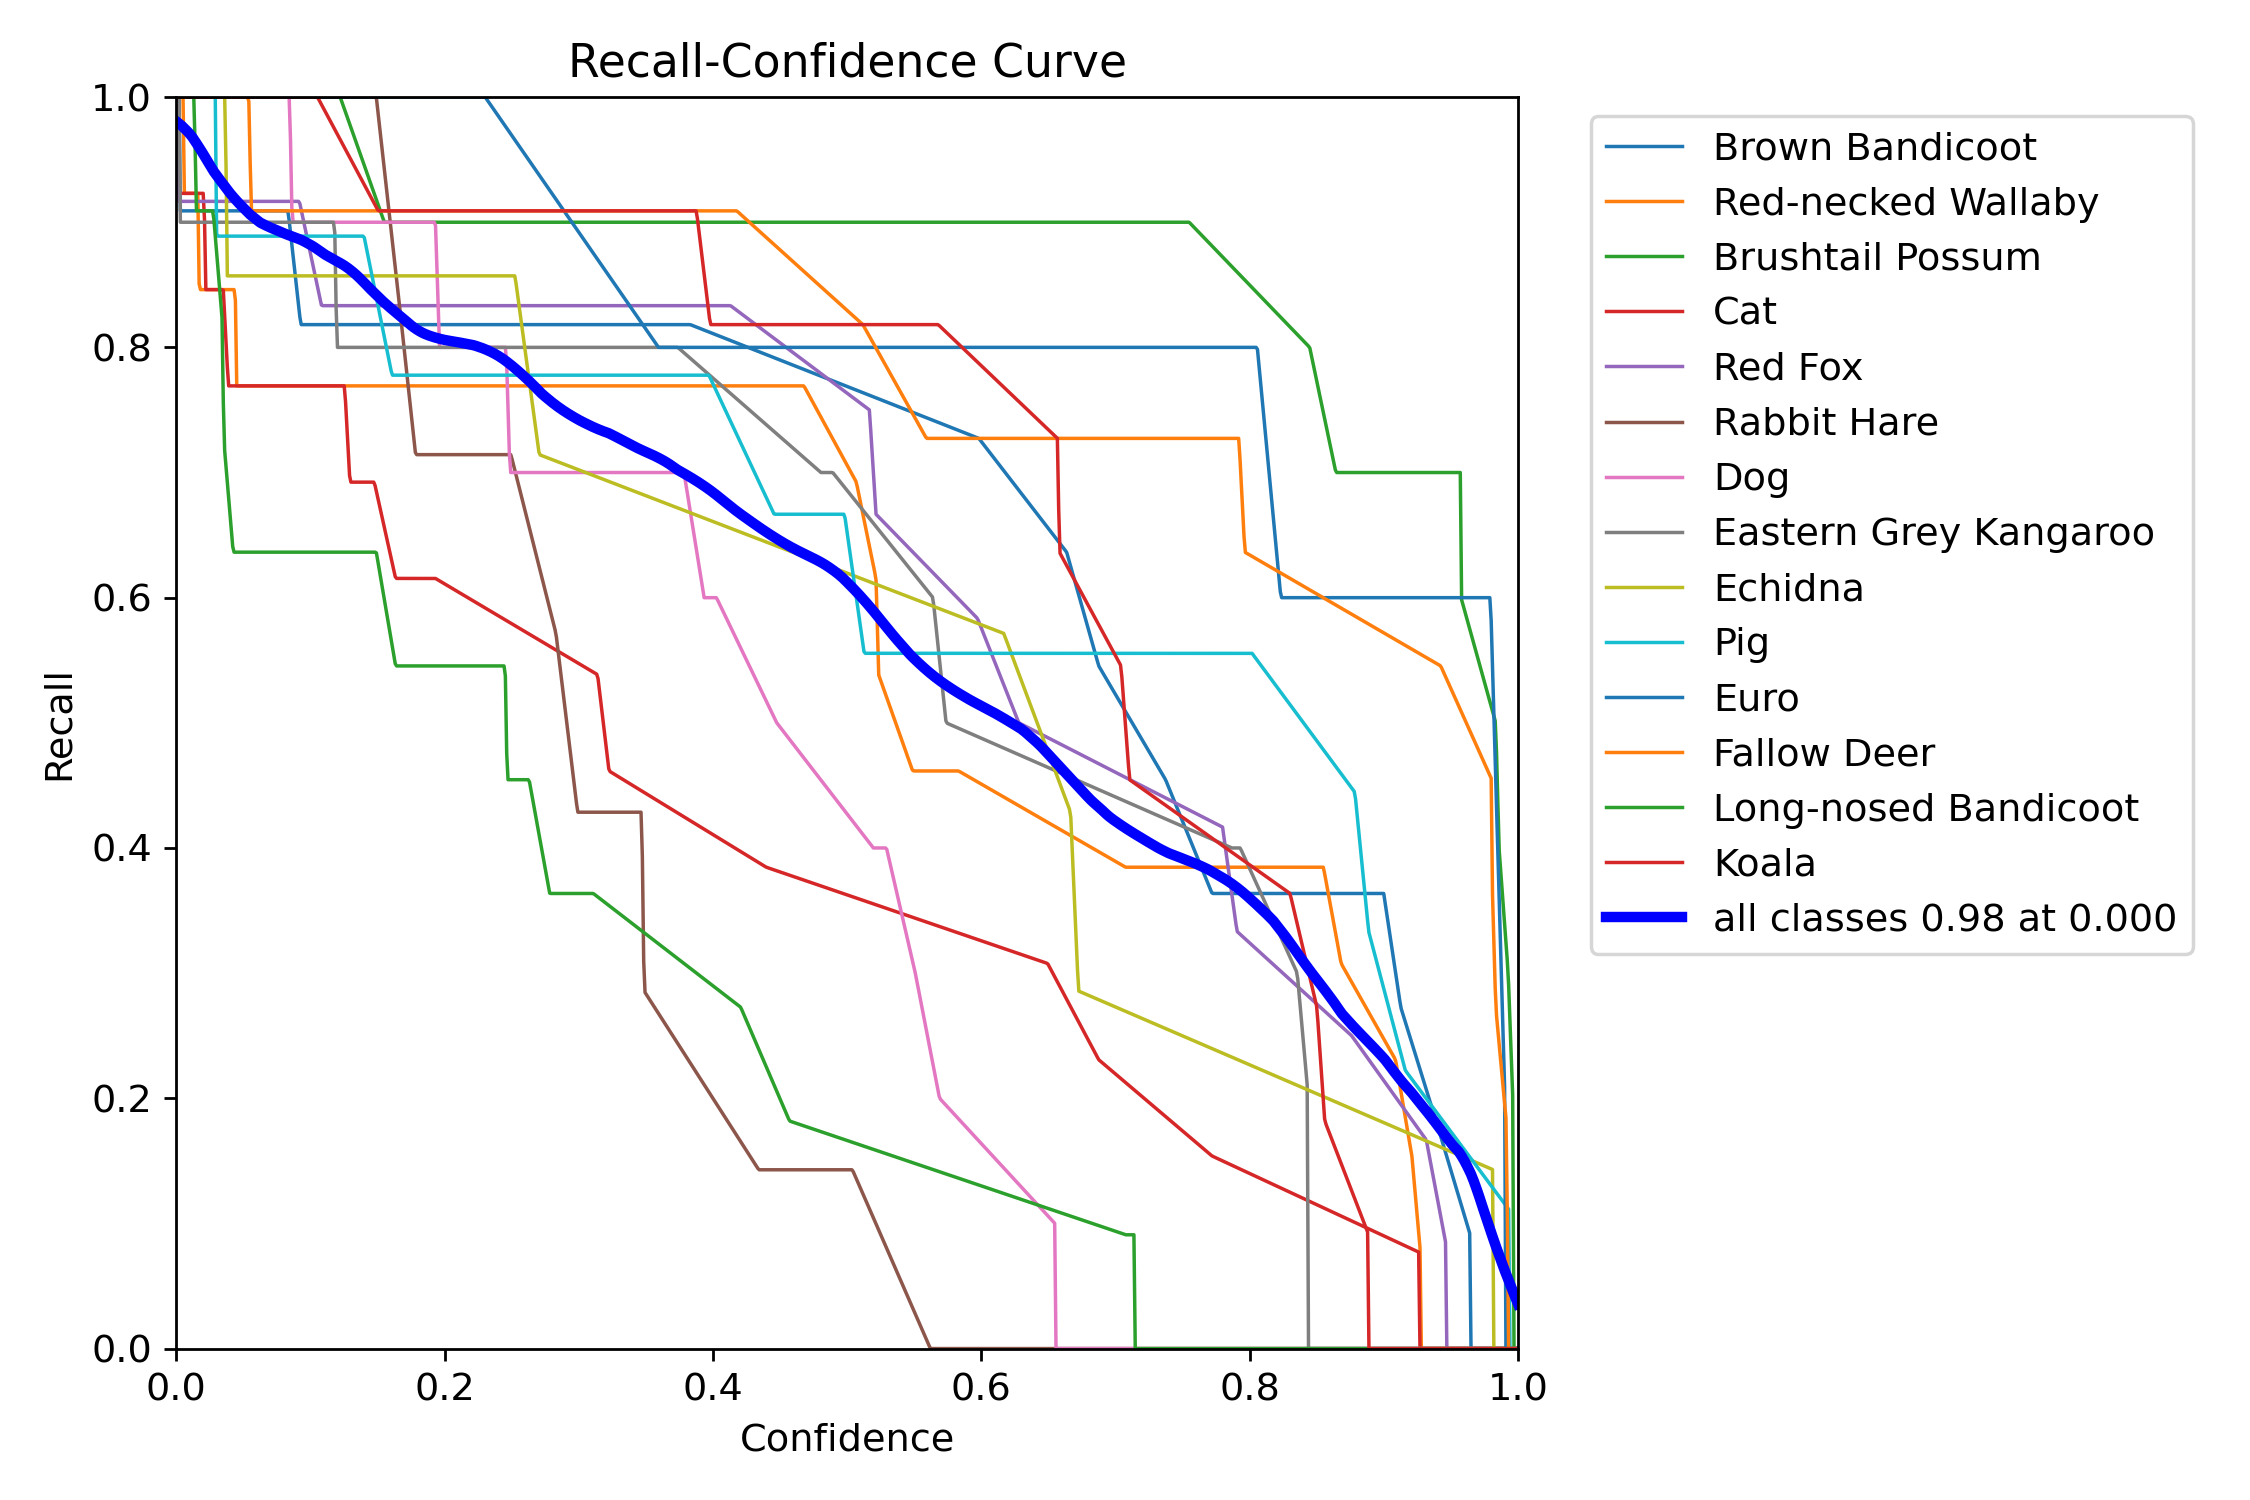 Recall-Confidence Curve
1.0
0.8
0.6
0.4
0.2
0.0
Recall
0.0 0.2 0.4 0.6 0.8 1.0
Confidence
Brown Bandicoot
Red-necked Wallaby
Brushtail Possum
Cat
Red Fox
Rabbit Hare
Dog
Eastern Grey Kangaroo
Echidna
Pig
Euro
Fallow Deer
Long-nosed Bandicoot
Koala
all classes 0.98 at 0.000